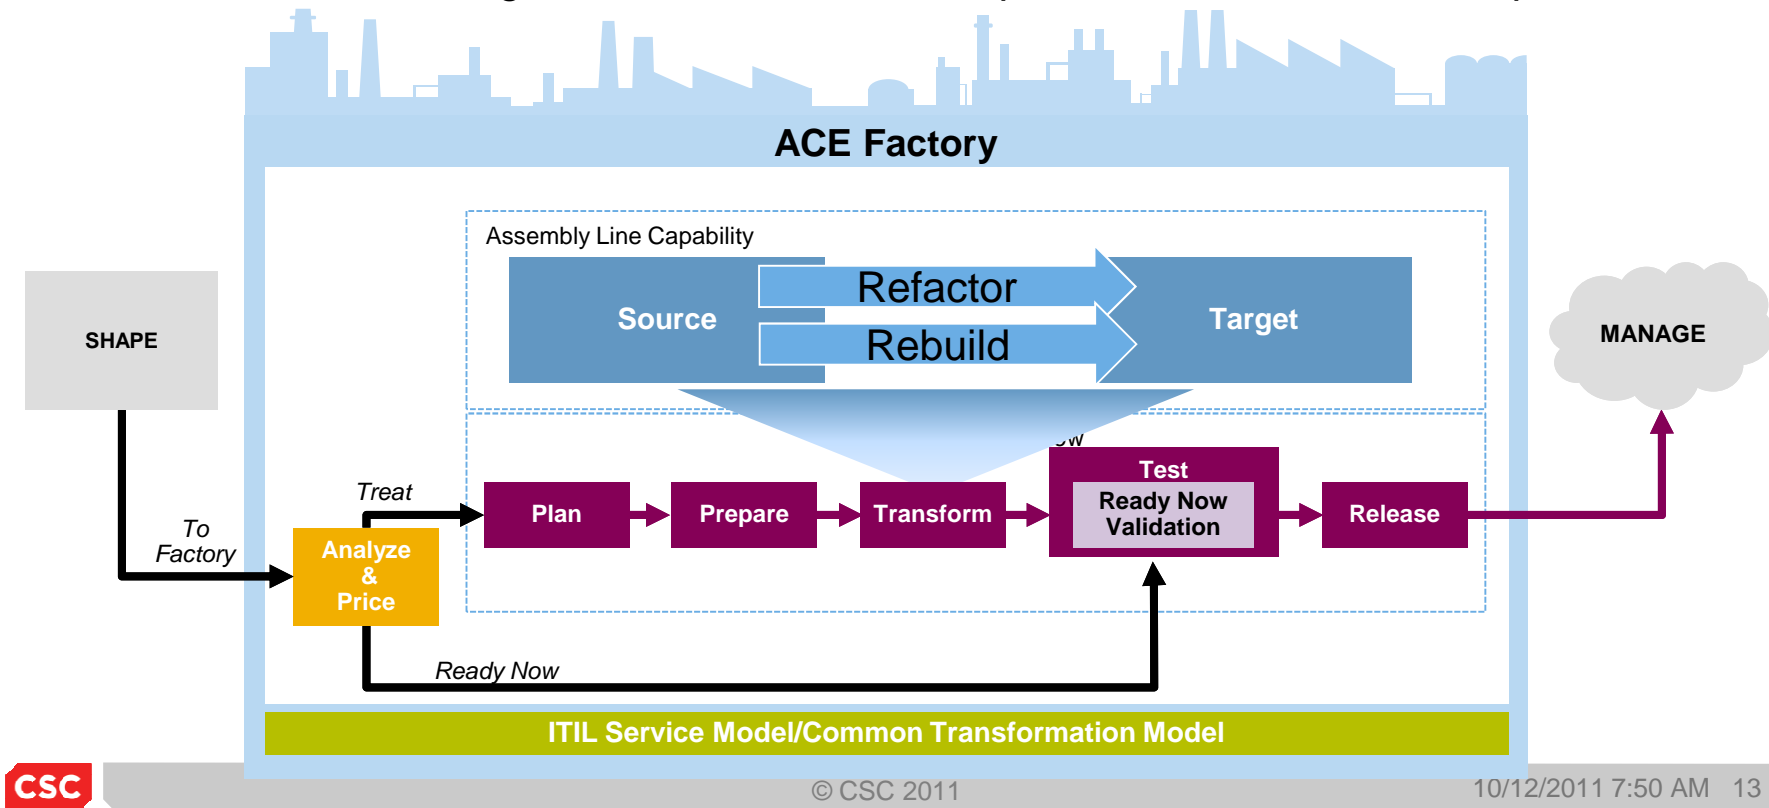 ACE Factory
Assembly Line Capability
Refactor
Source
Target
Rebuild
SHAPE
MANAGE
Treat
To
Factory
Analyze
&
Price
Plan
Prepare
Transform
Test
Ready Now
Validation
Release
Ready Now
ITIL Service Model/Common Transformation Model
CSC
© CSC 2011
10/12/2011 7:50 AM 13